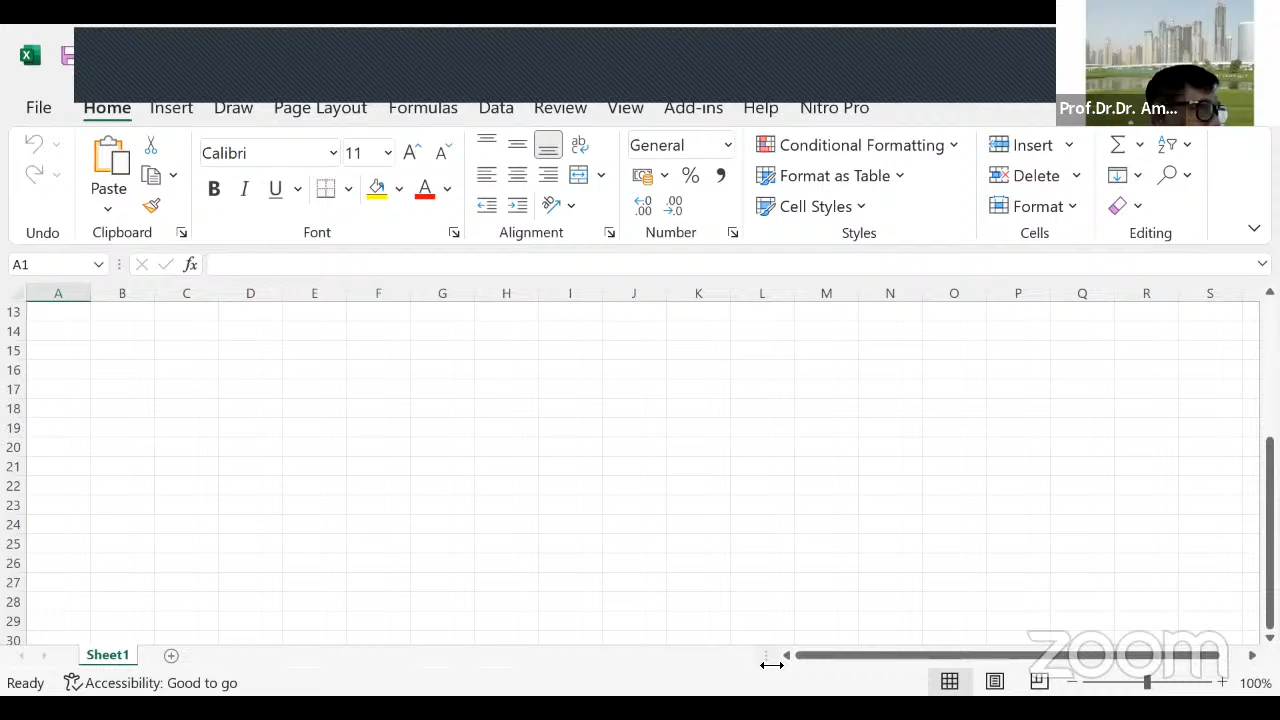 Prof.Dr.Dr. Am...
File Home Insert Draw Page Layout Formulas Data Review View Add-ins Help Nitro Pro
Calibri 11 General Conditional Formatting Insert
Paste Format as Table Delete
B I U A % Cell Styles Format
Undo Clipboard Font Alignment Number Styles Cells Editing
A1 fx
A B C D E F G H I J K L M N O P Q R S
13
14
15
16
17
18
19
20
21
22
23
24
25
26
27
28
29
30
Sheet1
zoom
Ready Accessibility: Good to go 100%